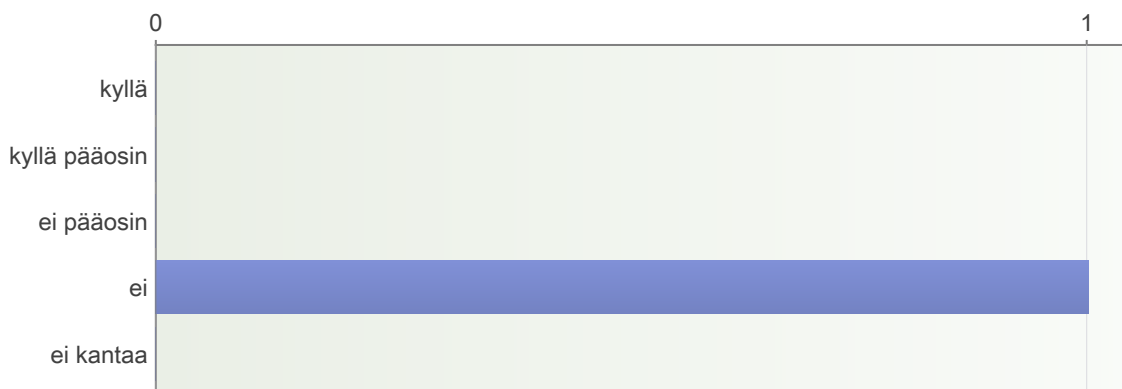 0 1
kyllä
kyllä pääosin
ei pääosin
ei
ei kantaa